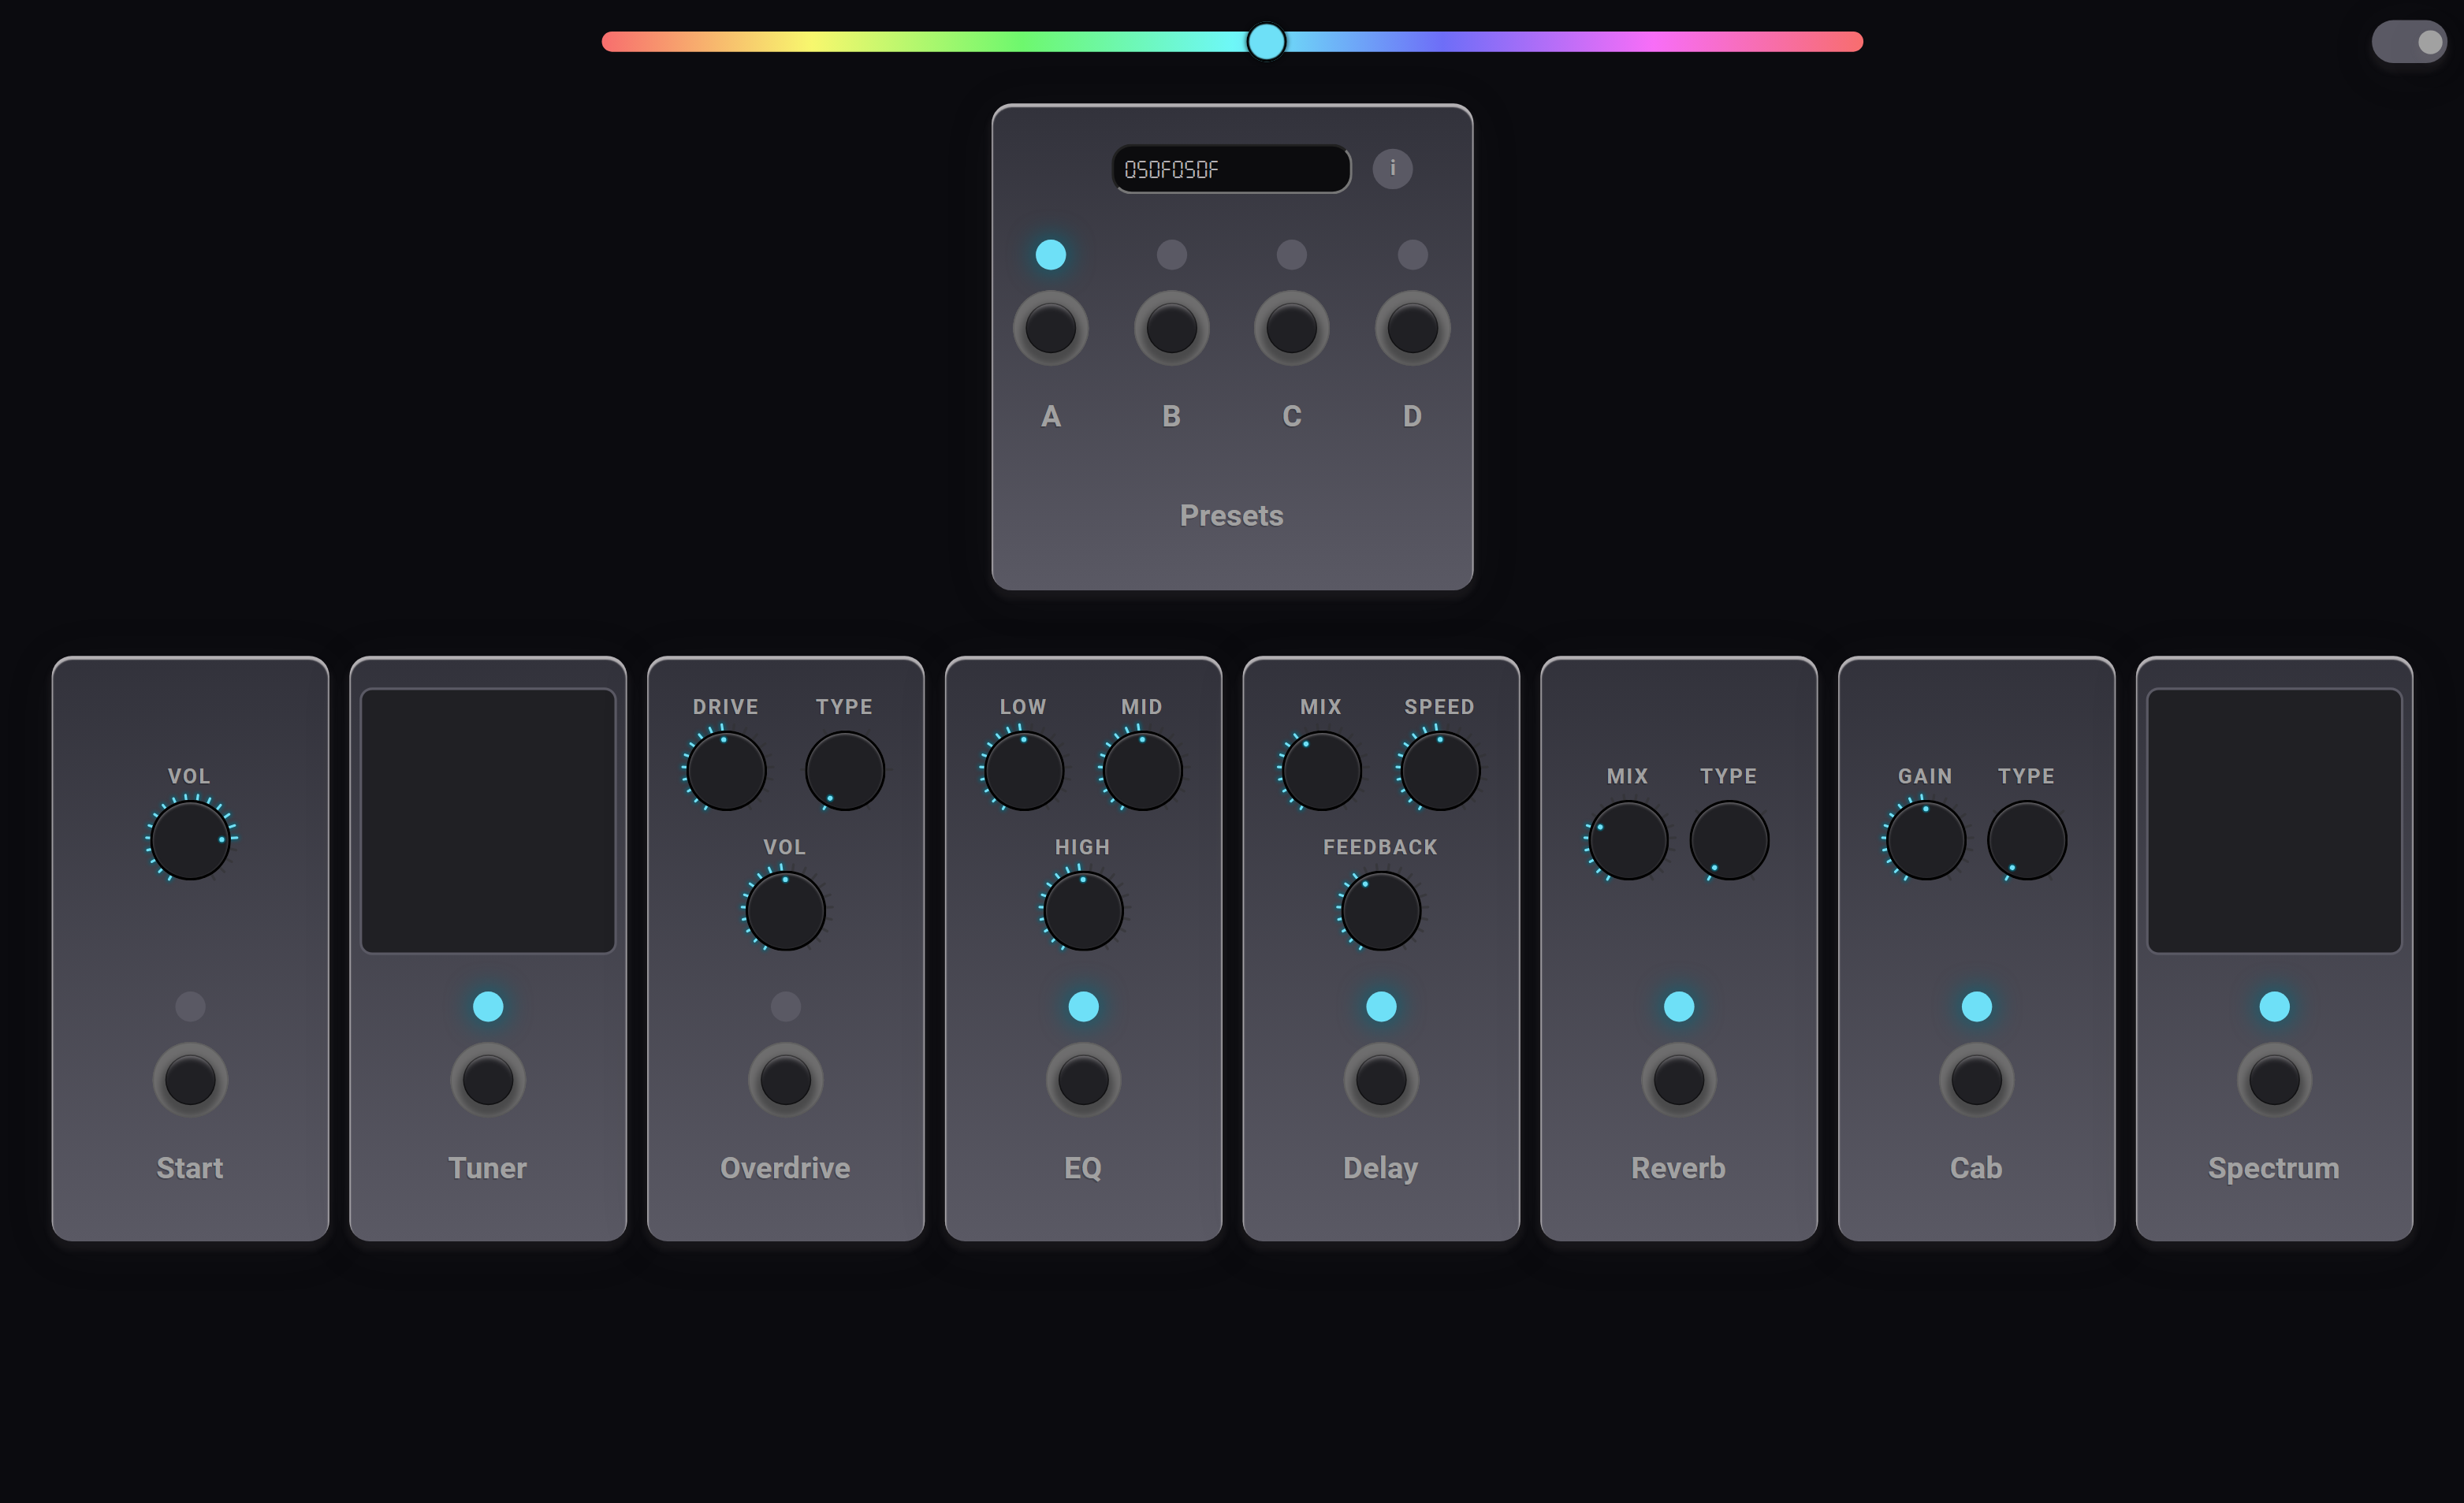 0SDF0SDF
i
A B C D
Presets
DRIVE TYPE LOW MID MIX SPEED
VOL MIX TYPE GAIN TYPE
VOL HIGH FEEDBACK
Start Tuner Overdrive EQ Delay Reverb Cab Spectrum